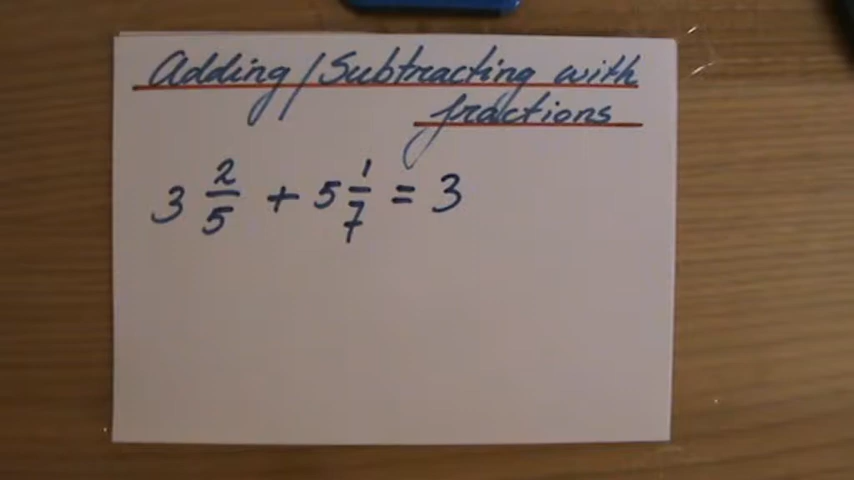 Adding/Subtracting with
fractions
3 2/5 + 5 1/7 = 3